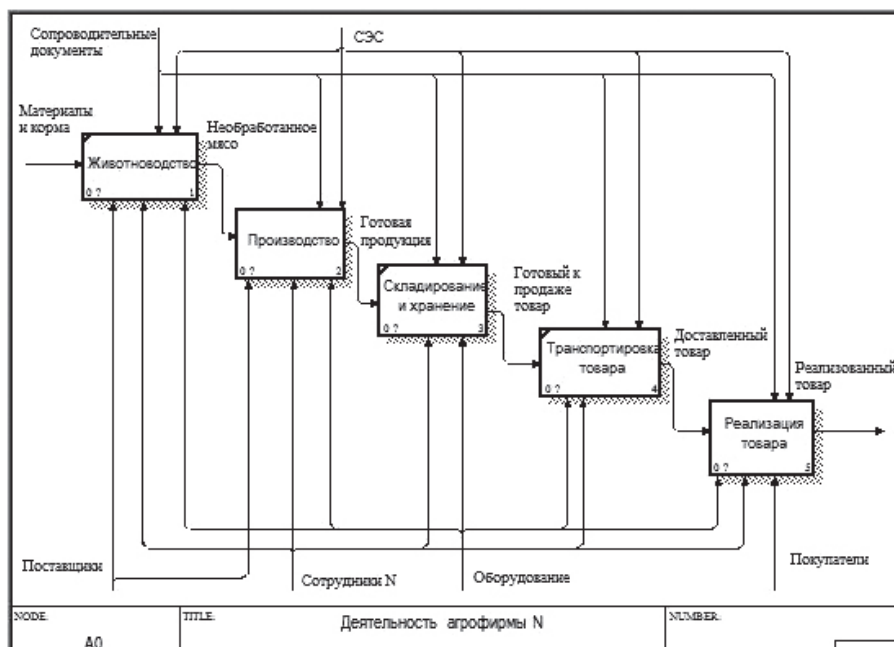 Сопроводительные
документы
СЭС
Материалы
и корма
Необработанное
мясо
Животноводство
0 ?
1
Производство
0 ?
2
Готовая
продукция
Складирование
и хранение
0 ?
3
Готовый к
продаже
товар
Транспортировка
товара
0 ?
4
Доставленный
товар
Реализованный
товар
Реализация
товара
0 ?
5
Поставщики
Сотрудники N
Оборудование
Покупатели
NODE:
TITLE:
Деятельность агрофирмы N
NUMBER:
A0